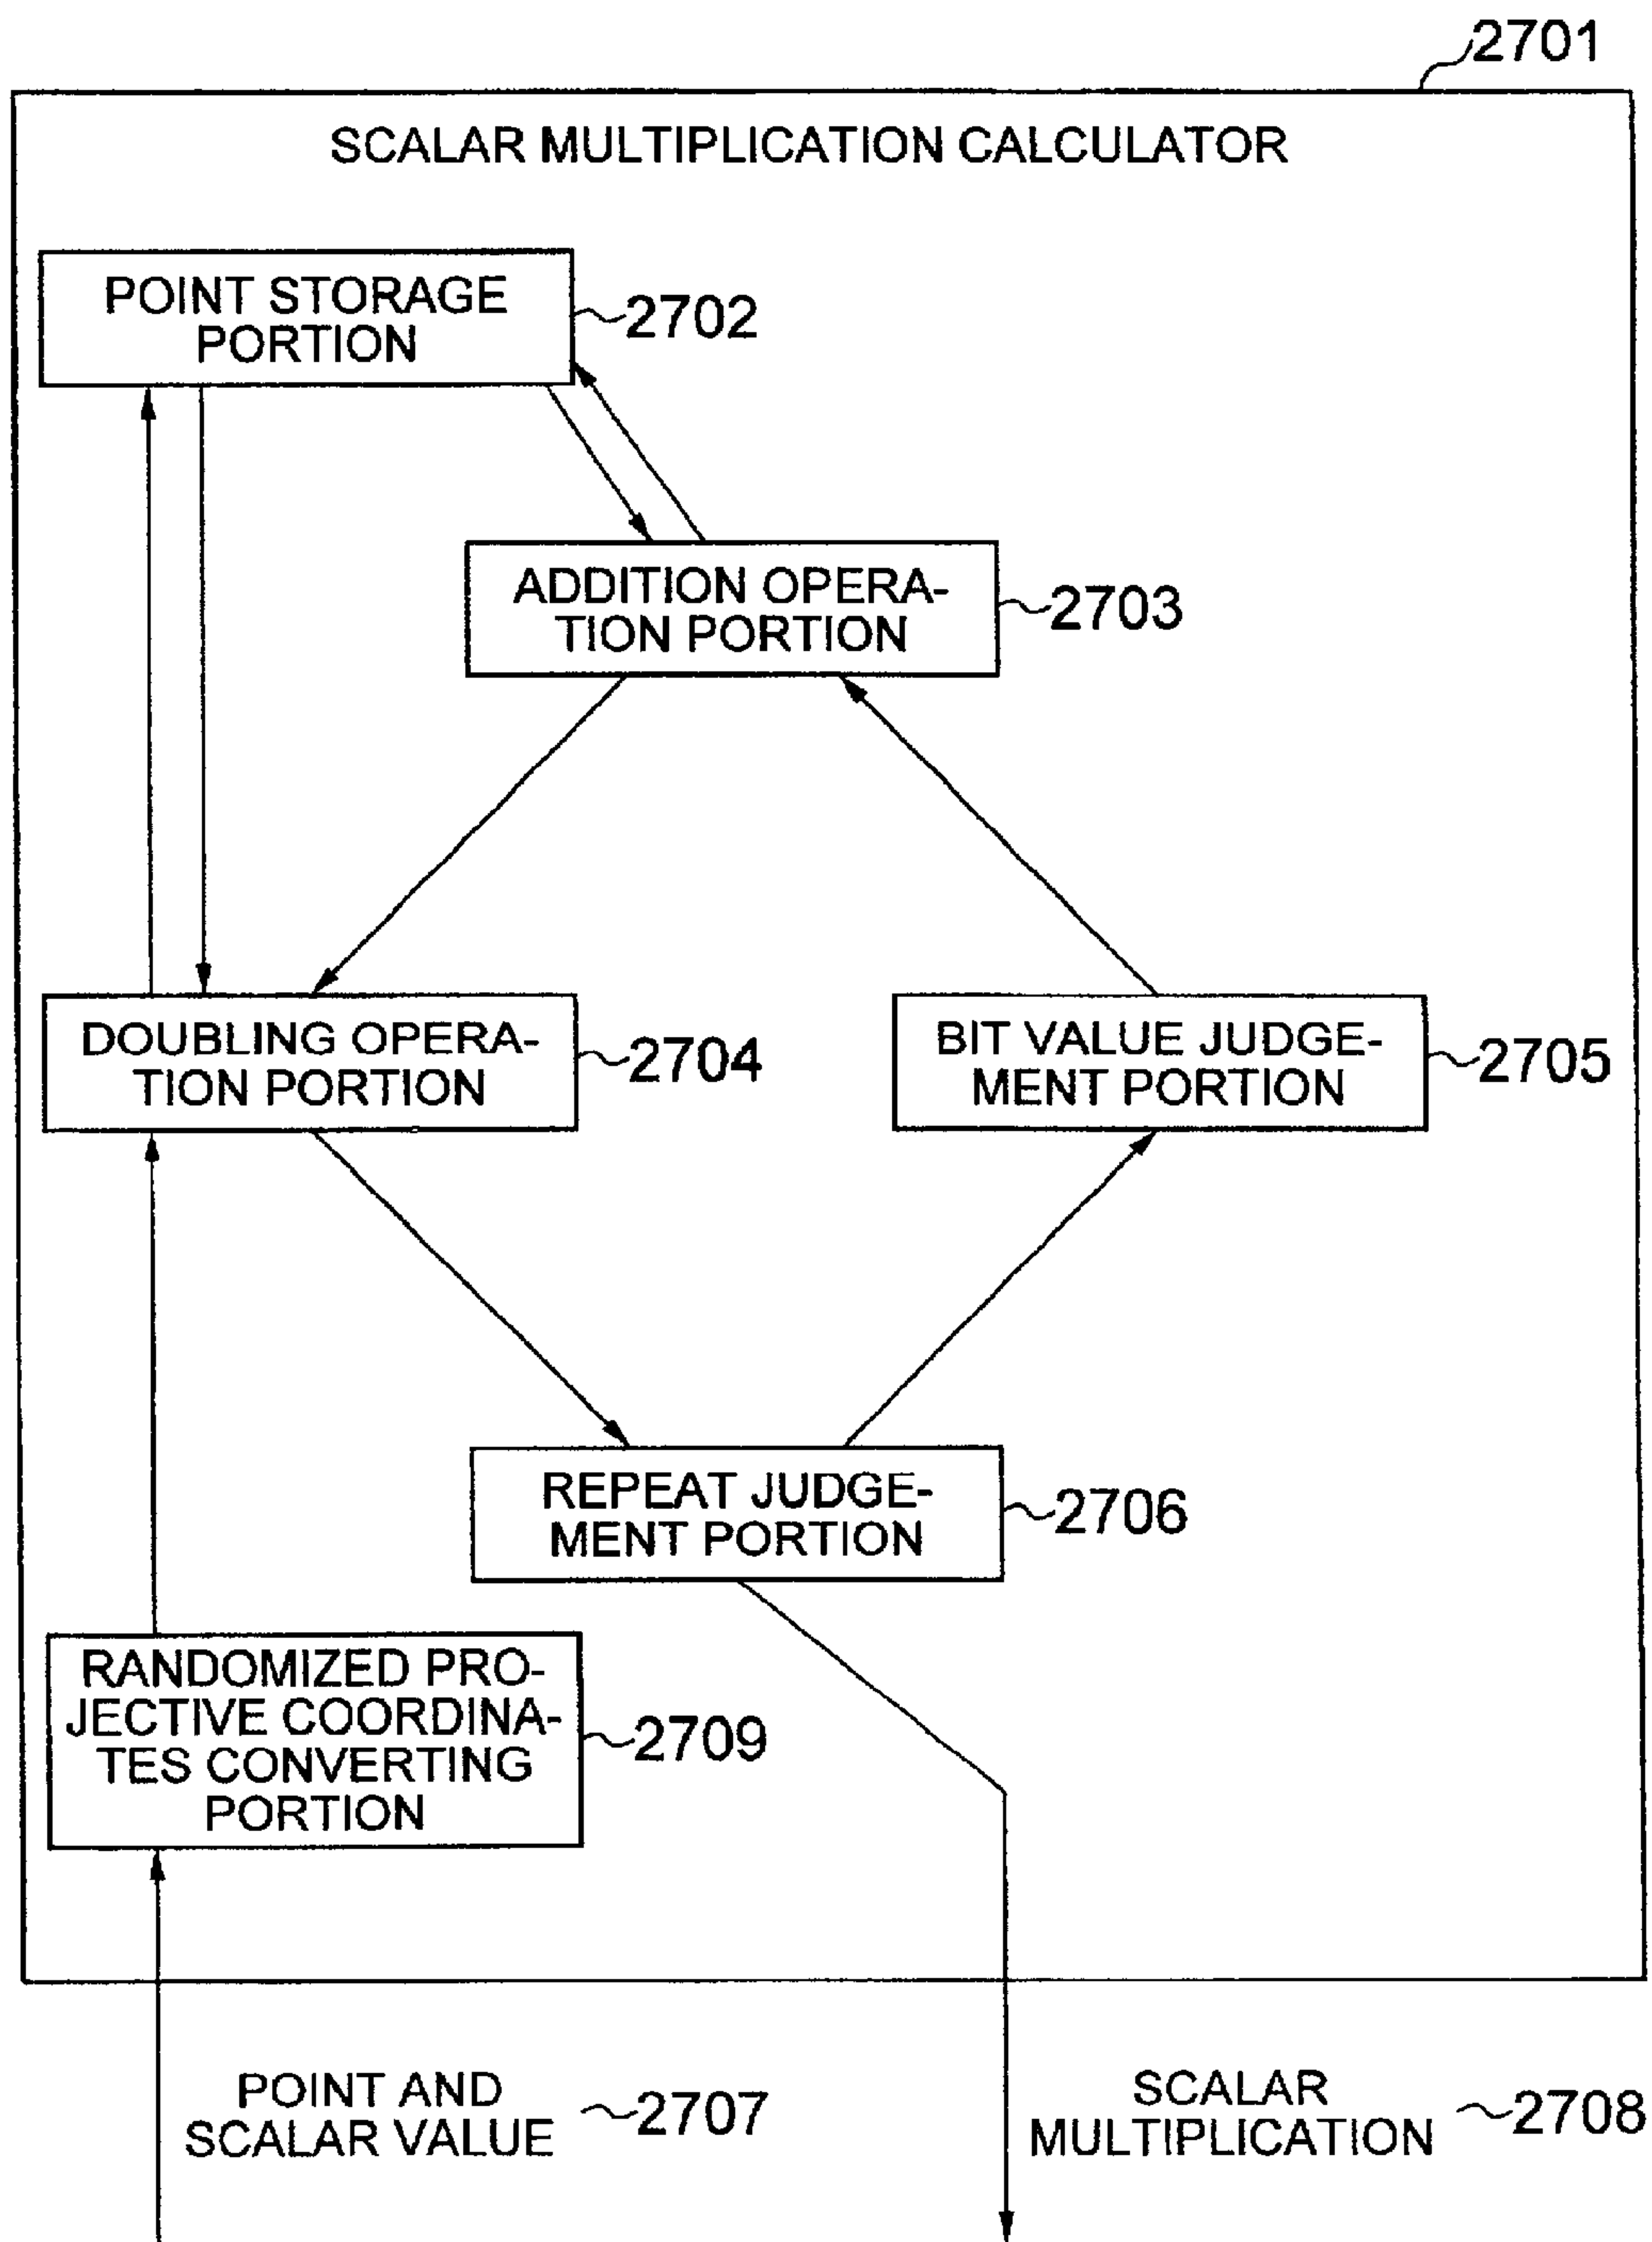 2701
SCALAR MULTIPLICATION CALCULATOR
POINT STORAGE
PORTION
2702
ADDITION OPERA-
TION PORTION
2703
DOUBLING OPERA-
TION PORTION
2704
BIT VALUE JUDGE-
MENT PORTION
2705
REPEAT JUDGE-
MENT PORTION
2706
RANDOMIZED PRO-
JECTIVE COORDINA-
TES CONVERTING
PORTION
2709
POINT AND
SCALAR VALUE
2707
SCALAR
MULTIPLICATION
2708